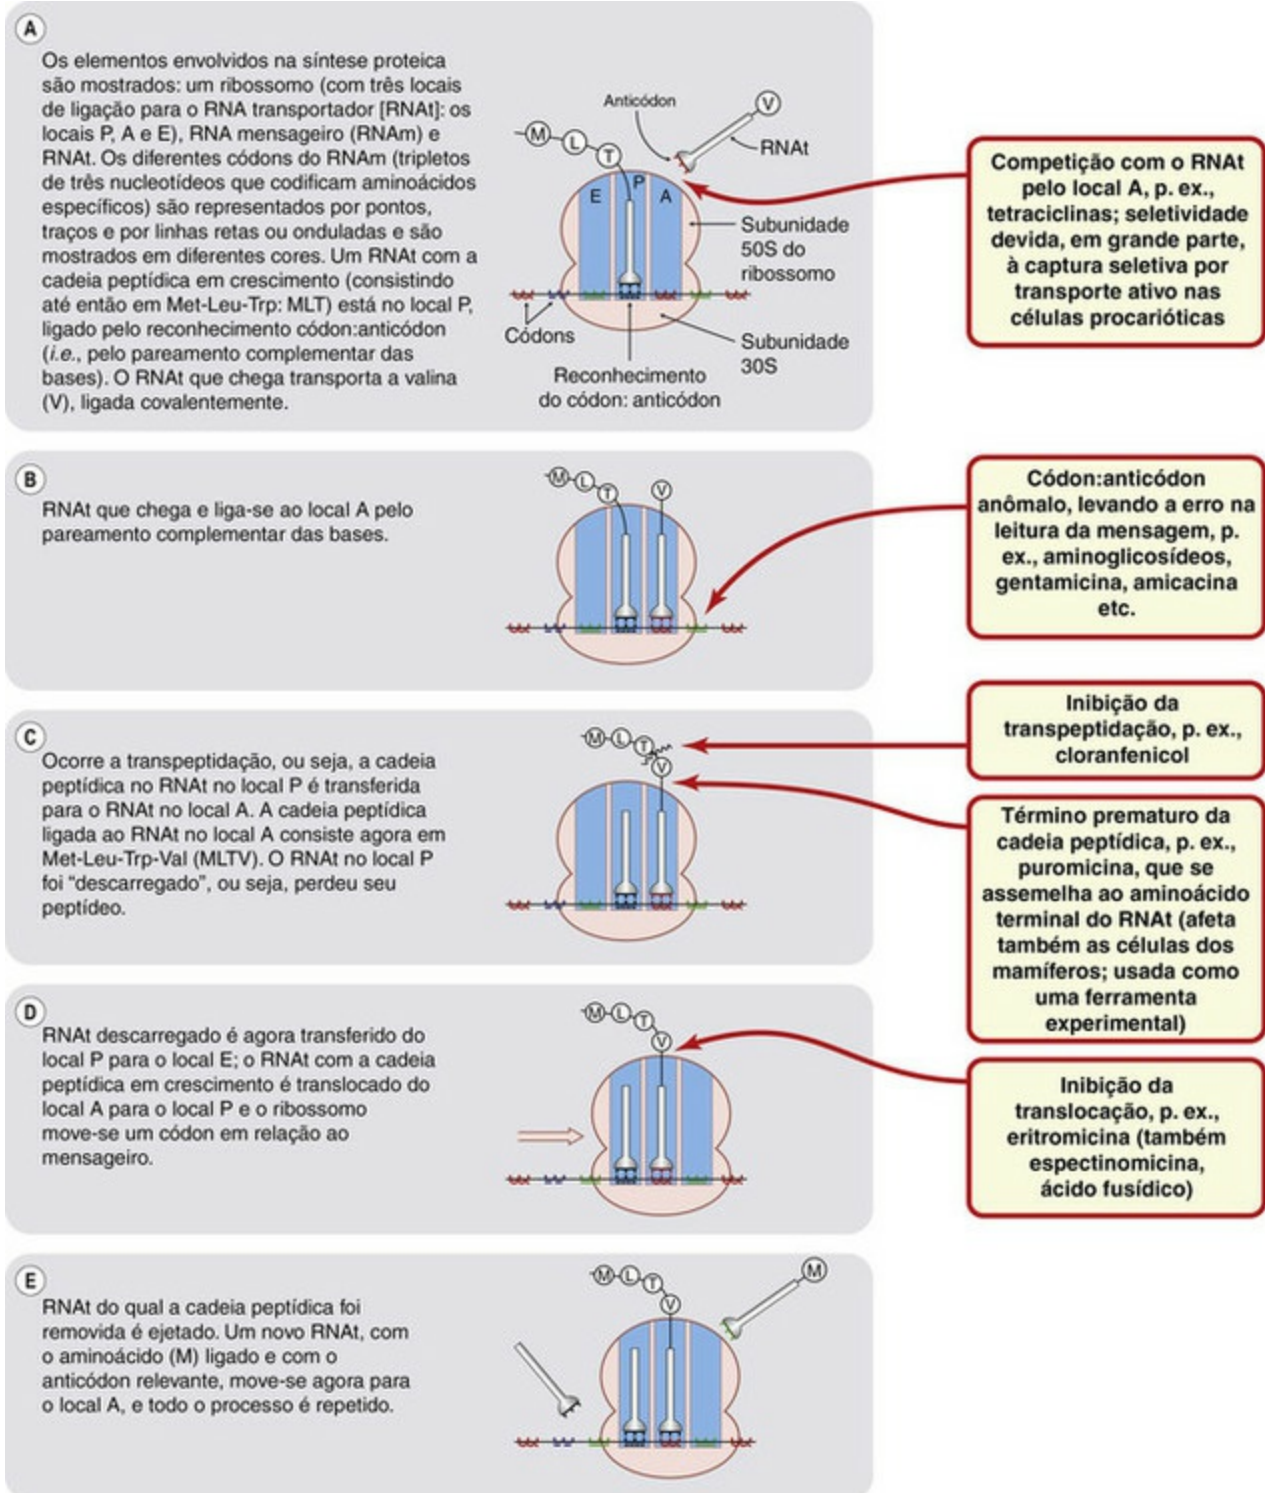 A
Os elementos envolvidos na síntese proteica
são mostrados: um ribossomo (com três locais
de ligação para o RNA transportador [RNAt]: os
locais P, A e E), RNA mensageiro (RNAm) e
RNAt. Os diferentes códons do RNAm (tripletos
de três nucleotídeos que codificam aminoácidos
específicos) são representados por pontos,
traços e por linhas retas ou onduladas e são
mostrados em diferentes cores. Um RNAt com a
cadeia peptídica em crescimento (consistindo
até então em Met-Leu-Trp: MLT) está no local P,
ligado pelo reconhecimento códon:anticódon
(i.e., pelo pareamento complementar das
bases). O RNAt que chega transporta a valina
(V), ligada covalentemente.
Anticódon
V
M
L
T
RNAt
E
P
A
Subunidade
50S do
ribossomo
Códons
Subunidade
30S
Reconhecimento
do códon: anticódon
Competição com o RNAt
pelo local A, p. ex.,
tetraciclinas; seletividade
devida, em grande parte,
à captura seletiva por
transporte ativo nas
células procarióticas
B
RNAt que chega e liga-se ao local A pelo
pareamento complementar das bases.
M
L
T
V
Códon:anticódon
anômalo, levando a erro na
leitura da mensagem, p.
ex., aminoglicosídeos,
gentamicina, amicacina
etc.
C
Ocorre a transpeptidação, ou seja, a cadeia
peptídica no RNAt no local P é transferida
para o RNAt no local A. A cadeia peptídica
ligada ao RNAt no local A consiste agora em
Met-Leu-Trp-Val (MLTV). O RNAt no local P
foi “descarregado”, ou seja, perdeu seu
peptídeo.
M
L
T
V
Inibição da
transpeptidação, p. ex.,
cloranfenicol
Término prematuro da
cadeia peptídica, p. ex.,
puromicina, que se
assemelha ao aminoácido
terminal do RNAt (afeta
também as células dos
mamíferos; usada como
uma ferramenta
experimental)
D
RNAt descarregado é agora transferido do
local P para o local E; o RNAt com a cadeia
peptídica em crescimento é translocado do
local A para o local P e o ribossomo
move-se um códon em relação ao
mensageiro.
M
L
T
V
Inibição da
translocação, p. ex.,
eritromicina (também
espectinomicina,
ácido fusídico)
E
RNAt do qual a cadeia peptídica foi
removida é ejetado. Um novo RNAt, com
o aminoácido (M) ligado e com o
anticódon relevante, move-se agora para
o local A, e todo o processo é repetido.
M
L
T
V
M